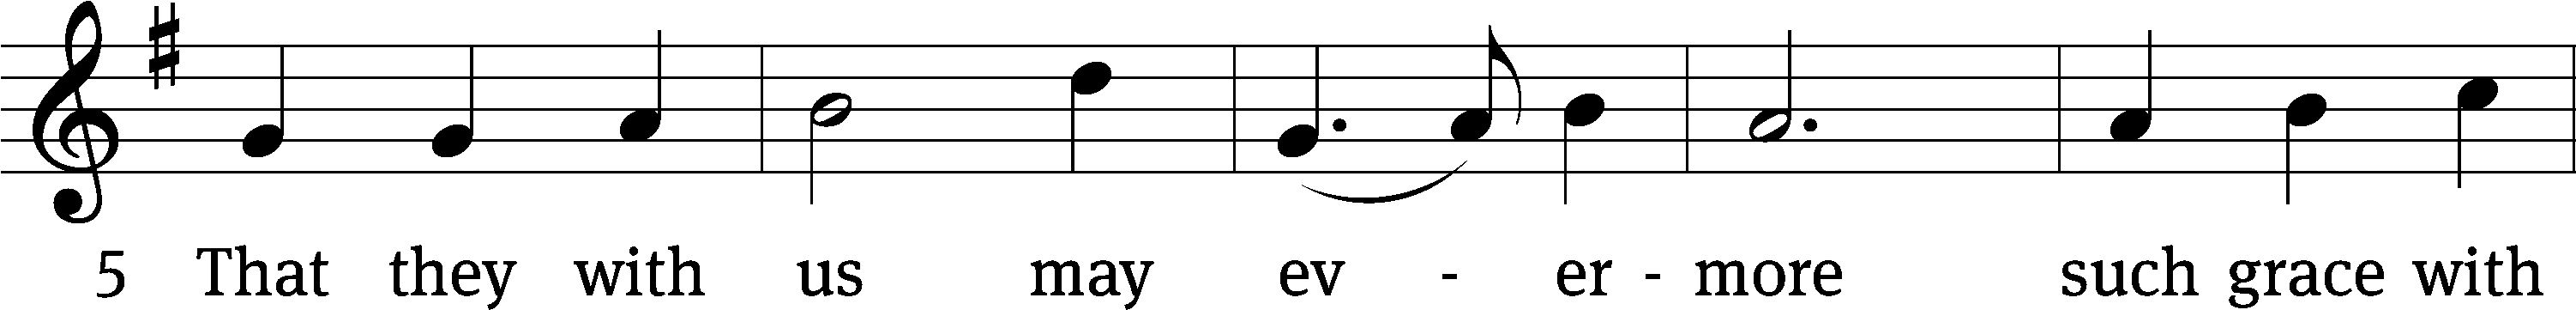 5 That they with us may ev - er - more such grace with